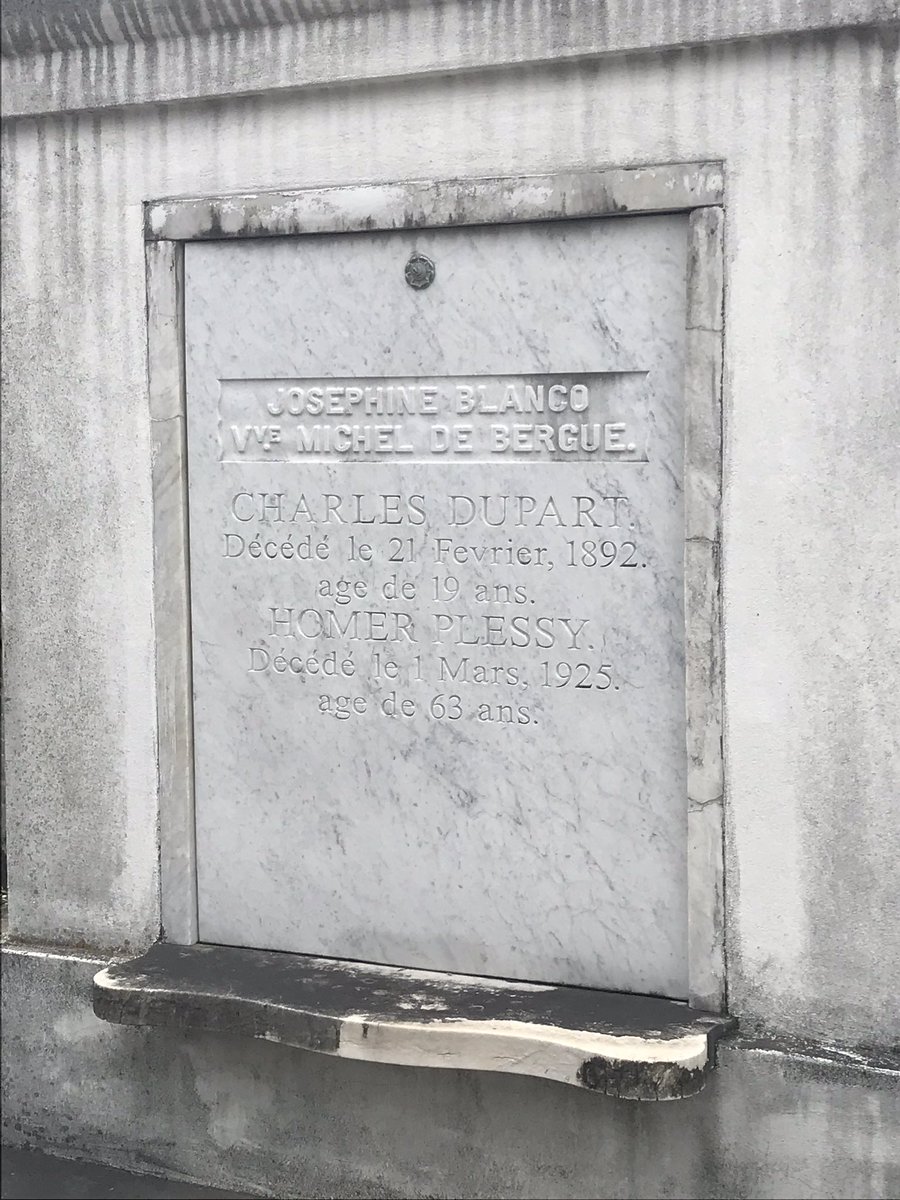 JOSEPHINE BLANCO
VVE MICHEL DE BERGUE.
CHARLES DUPART.
Décédé le 21 Fevrier, 1892.
age de 19 ans.
HOMER PLESSY.
Décédé le 1 Mars, 1925.
age de 63 ans.